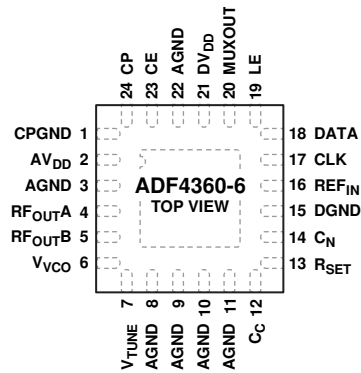 24 CP
23 CE
22 AGND
21 DVDD
20 MUXOUT
19 LE
CPGND 1
AVDD 2
AGND 3
RFOUTA 4
RFOUTB 5
VVCO 6
ADF4360-6
TOP VIEW
18 DATA
17 CLK
16 REFIN
15 DGND
14 CN
13 RSET
VTUNE 7
AGND 8
AGND 9
AGND 10
AGND 11
CC 12